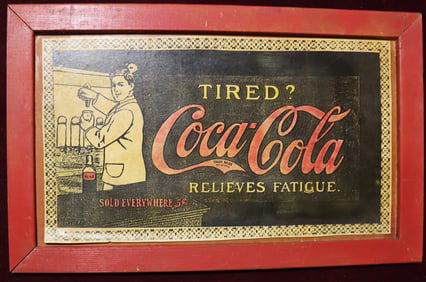 TIRED?
Coca-Cola
RELIEVES FATIGUE.
SOLD EVERYWHERE 5¢